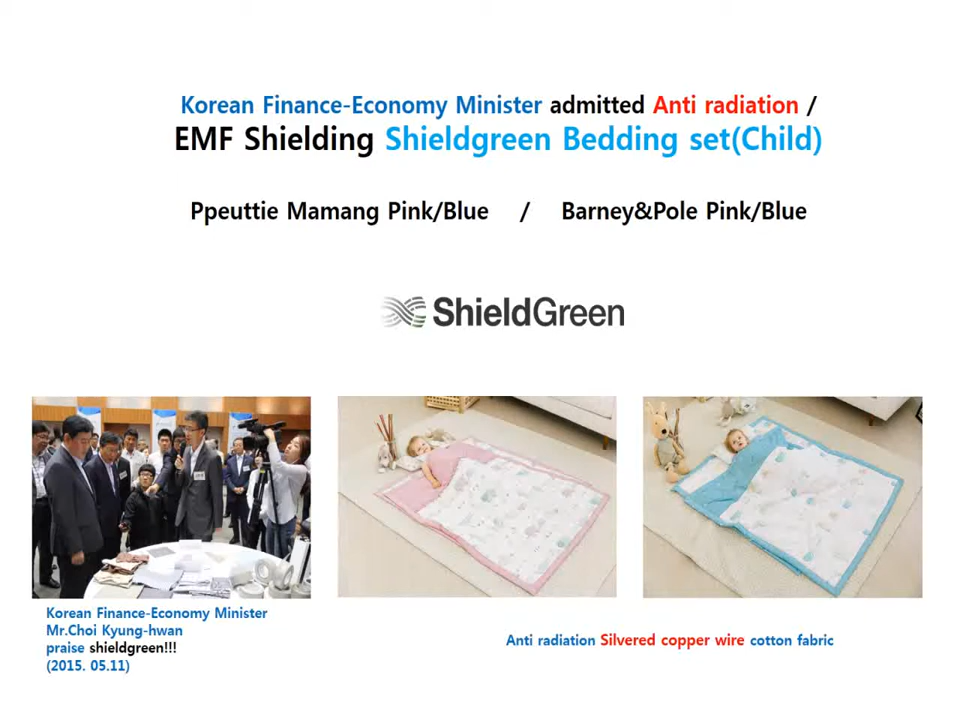 Korean Finance-Economy Minister admitted Anti radiation /
EMF Shielding Shieldgreen Bedding set(Child)
Ppeuttie Mamang Pink/Blue / Barney&Pole Pink/Blue
ShieldGreen
Korean Finance-Economy Minister
Mr.Choi Kyung-hwan
praise shieldgreen!!!
(2015. 05.11)
Anti radiation Silvered copper wire cotton fabric